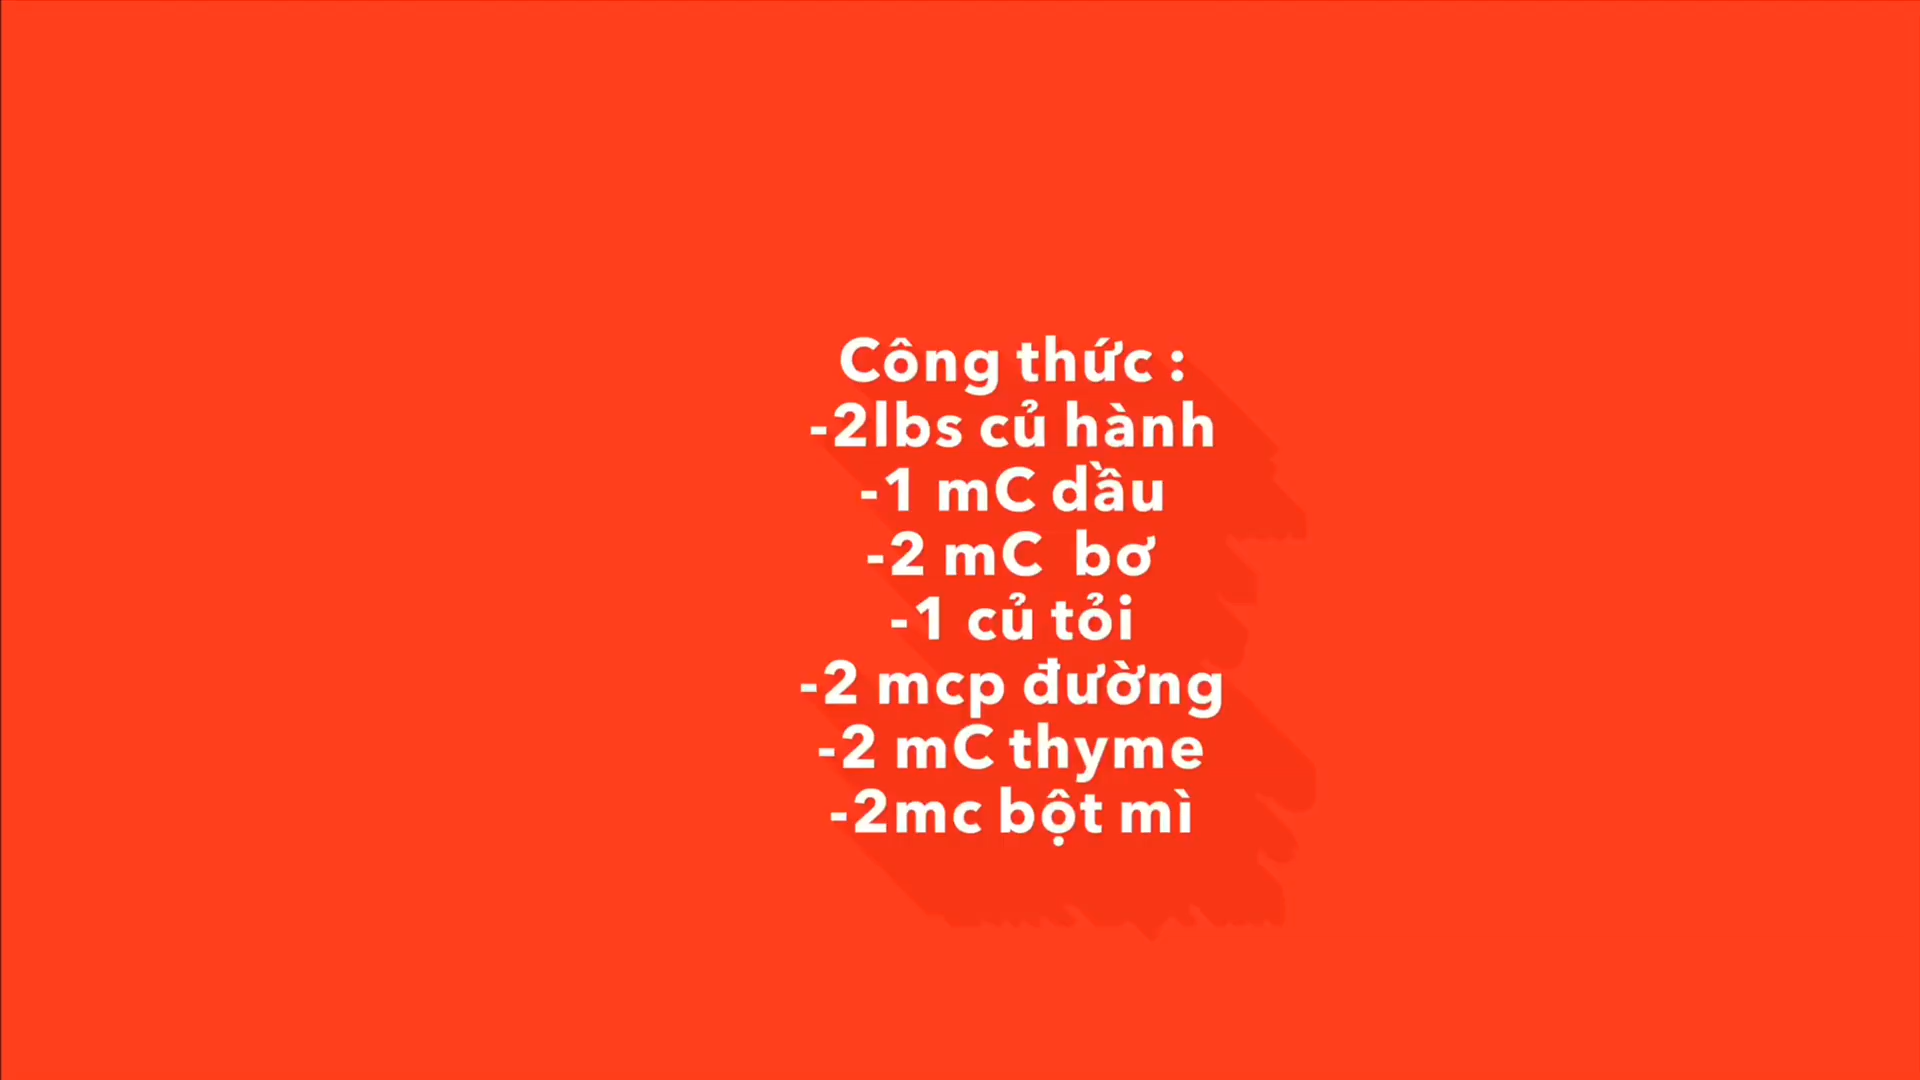 Công thức :
-2lbs củ hành
-1 mC dầu
-2 mC  bơ
-1 củ tỏi
-2 mcp đường
-2 mC thyme
-2mc bột mì